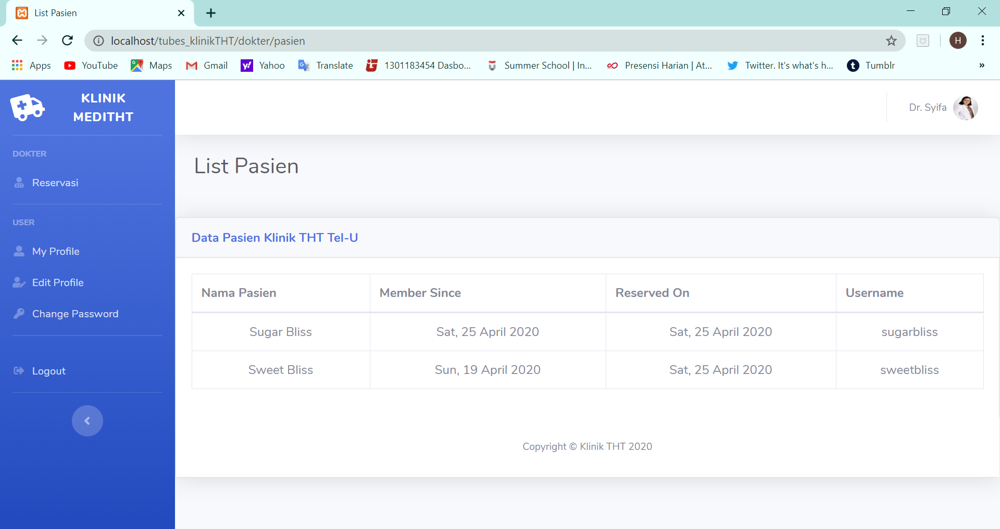 List Pasien
localhost/tubes_klinikTHT/dokter/pasien
H
Apps YouTube Maps Gmail Yahoo Translate 1301183454 Dasbo... Summer School | In... Presensi Harian | At... Twitter. It's what's h... Tumblr »
KLINIK
MEDITHT
Dr. Syifa
DOKTER
Reservasi
USER
My Profile
Edit Profile
Change Password
Logout
List Pasien
Data Pasien Klinik THT Tel-U
Nama Pasien Member Since Reserved On Username
Sugar Bliss Sat, 25 April 2020 Sat, 25 April 2020 sugarbliss
Sweet Bliss Sun, 19 April 2020 Sat, 25 April 2020 sweetbliss
Copyright © Klinik THT 2020